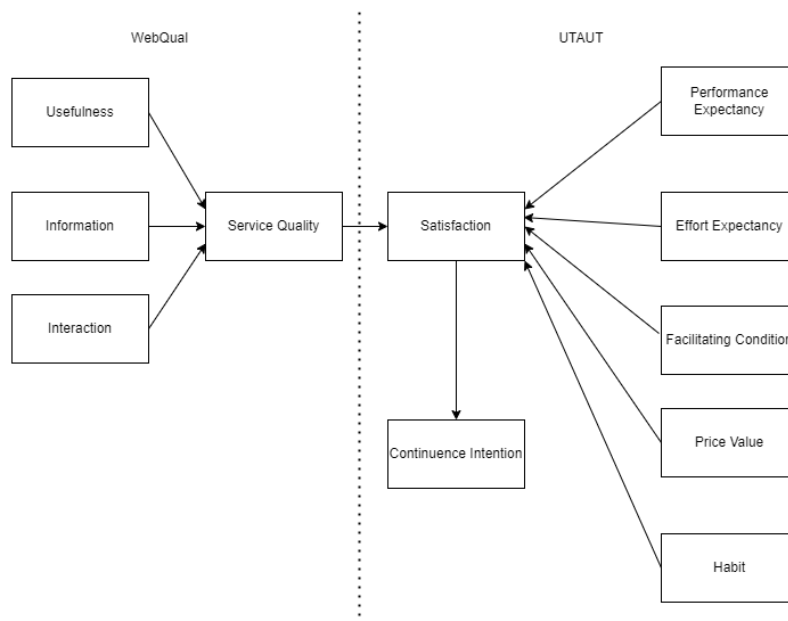 WebQual
UTAUT
Usefulness
Information
Interaction
Service Quality
Satisfaction
Continuence Intention
Performance
Expectancy
Effort Expectancy
Facilitating Condition
Price Value
Habit